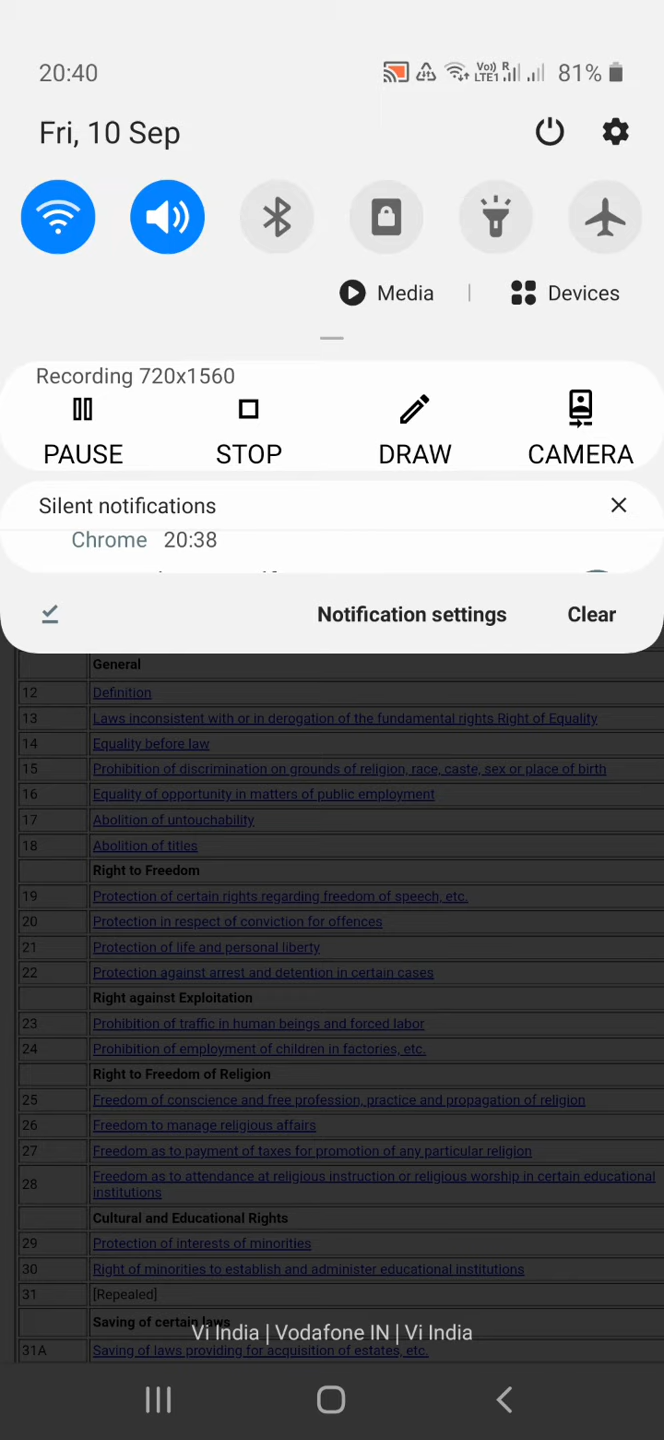 20:40
Vo) R
LTE1
81%
Fri, 10 Sep
Media | Devices
Recording 720x1560
PAUSE STOP DRAW CAMERA
Silent notifications
Chrome 20:38
Notification settings Clear
General
12 Definition
13 Laws inconsistent with or in derogation of the fundamental rights Right of Equality
14 Equality before law
15 Prohibition of discrimination on grounds of religion, race, caste, sex or place of birth
16 Equality of opportunity in matters of public employment
17 Abolition of untouchability
18 Abolition of titles
Right to Freedom
19 Protection of certain rights regarding freedom of speech, etc.
20 Protection in respect of conviction for offences
21 Protection of life and personal liberty
22 Protection against arrest and detention in certain cases
Right against Exploitation
23 Prohibition of traffic in human beings and forced labor
24 Prohibition of employment of children in factories, etc.
Right to Freedom of Religion
25 Freedom of conscience and free profession, practice and propagation of religion
26 Freedom to manage religious affairs
27 Freedom as to payment of taxes for promotion of any particular religion
28 Freedom as to attendance at religious instruction or religious worship in certain educational
institutions
Cultural and Educational Rights
29 Protection of interests of minorities
30 Right of minorities to establish and administer educational institutions
31 [Repealed]
Saving of certain laws
Vi India | Vodafone IN | Vi India
31A Saving of laws providing for acquisition of estates, etc.